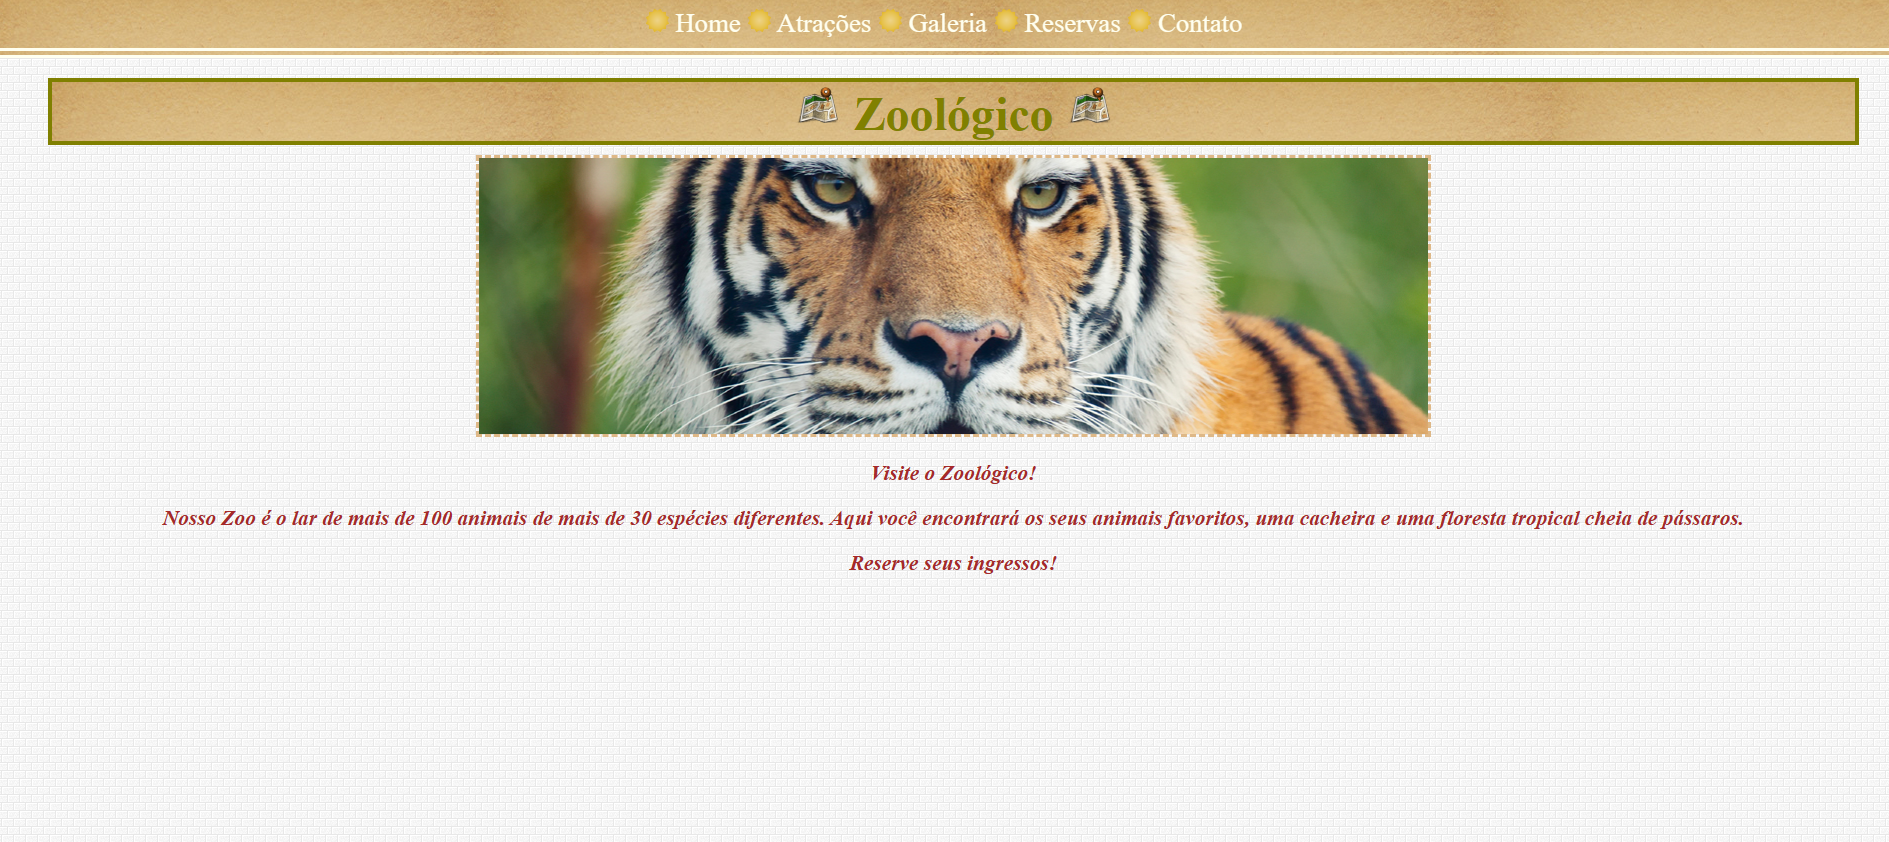 Home Atrações Galeria Reservas Contato
Zoológico
Visite o Zoológico!
Nosso Zoo é o lar de mais de 100 animais de mais de 30 espécies diferentes. Aqui você encontrará os seus animais favoritos, uma cacheira e uma floresta tropical cheia de pássaros.
Reserve seus ingressos!